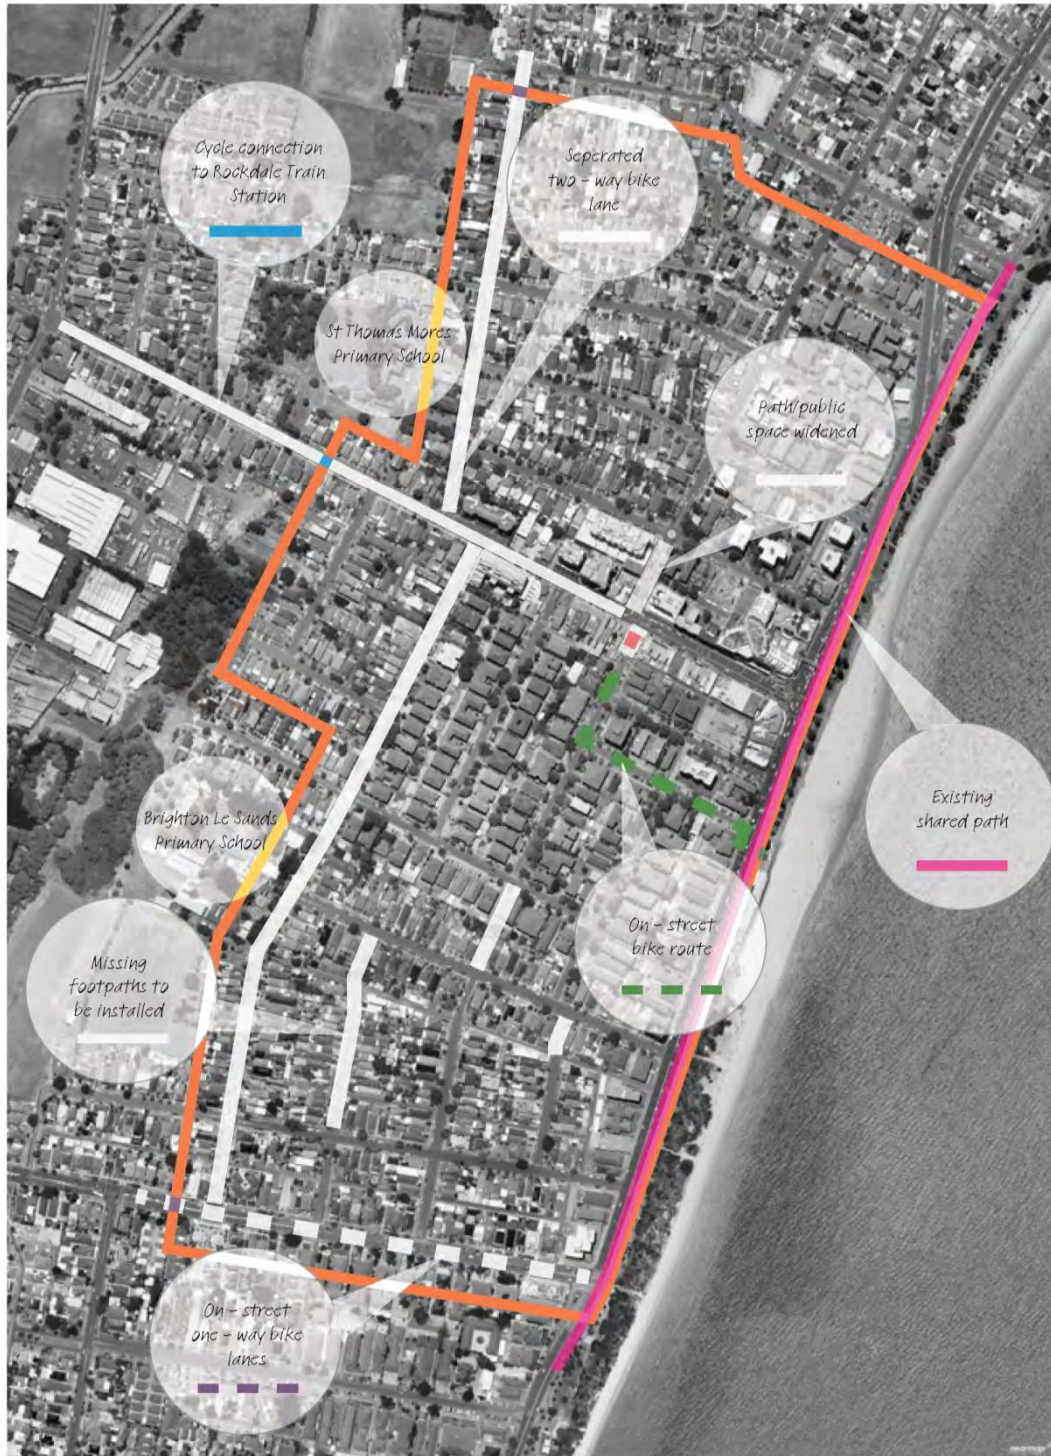 Cycle connection
to Rockdale Train
Station
Seperated
two - way bike
lane
St Thomas Mores
Primary School
Path/public
space widened
Existing
shared path
Brighton Le Sands
Primary School
On - street
bike route
Missing
footpaths to
be installed
On - street
one - way bike
lanes
nearmap